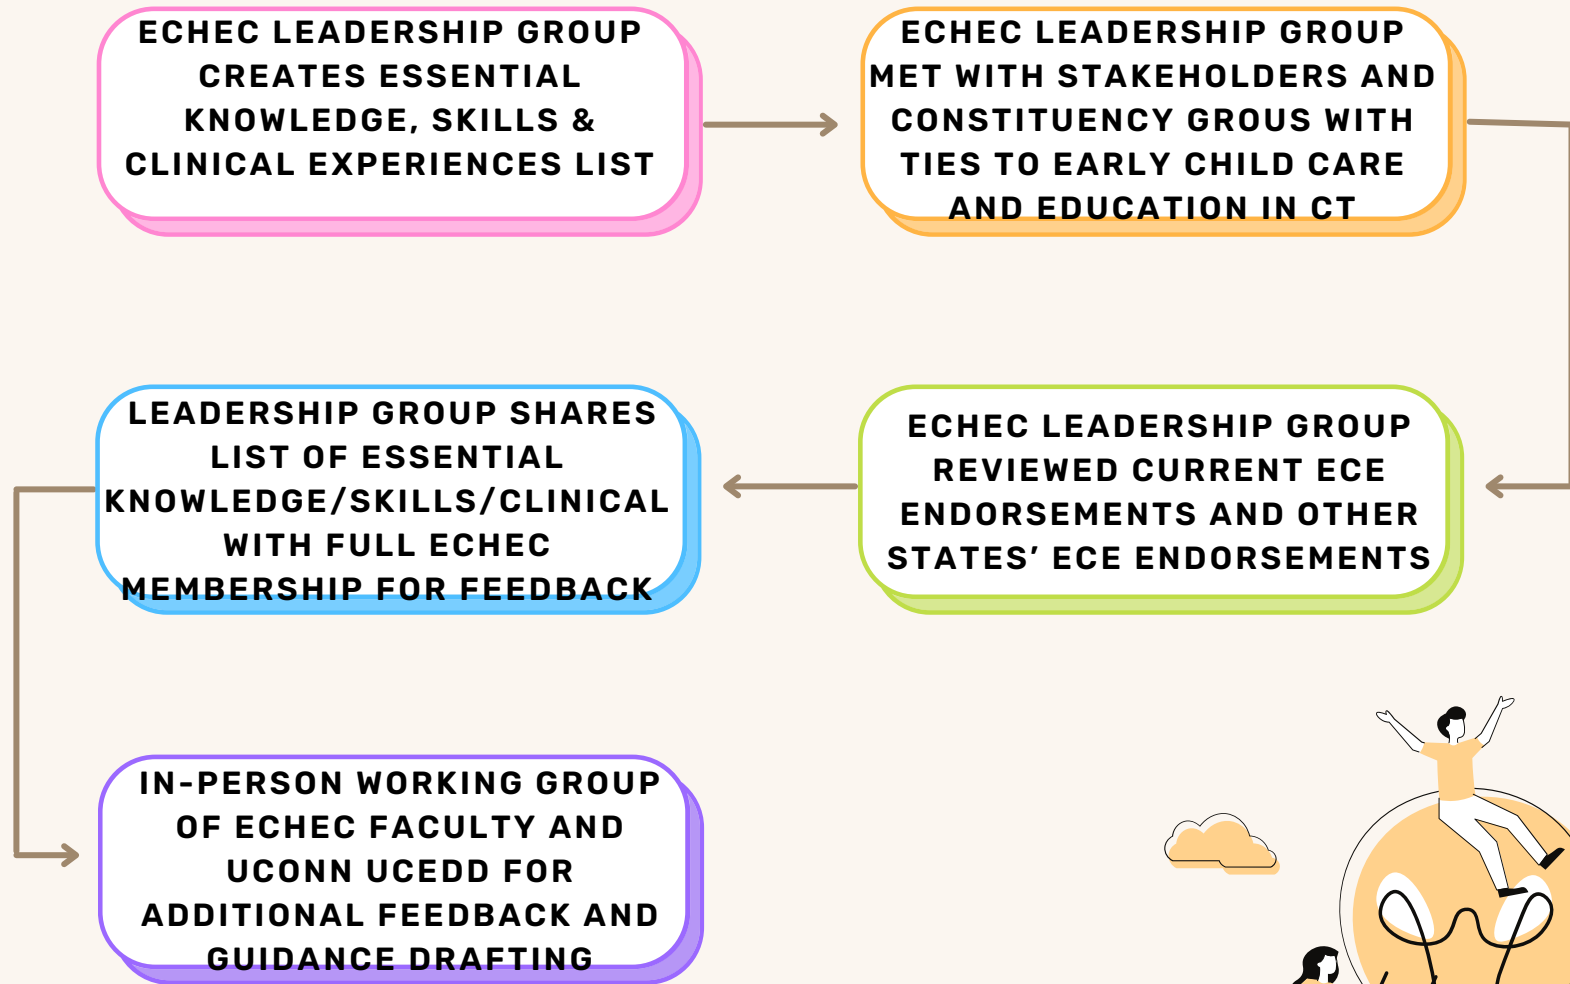 ECHEC LEADERSHIP GROUP
CREATES ESSENTIAL
KNOWLEDGE, SKILLS &
CLINICAL EXPERIENCES LIST
ECHEC LEADERSHIP GROUP
MET WITH STAKEHOLDERS AND
CONSTITUENCY GROUS WITH
TIES TO EARLY CHILD CARE
AND EDUCATION IN CT
ECHEC LEADERSHIP GROUP
REVIEWED CURRENT ECE
ENDORSEMENTS AND OTHER
STATES’ ECE ENDORSEMENTS
LEADERSHIP GROUP SHARES
LIST OF ESSENTIAL
KNOWLEDGE/SKILLS/CLINICAL
WITH FULL ECHEC
MEMBERSHIP FOR FEEDBACK
IN-PERSON WORKING GROUP
OF ECHEC FACULTY AND
UCONN UCEDD FOR
ADDITIONAL FEEDBACK AND
GUIDANCE DRAFTING